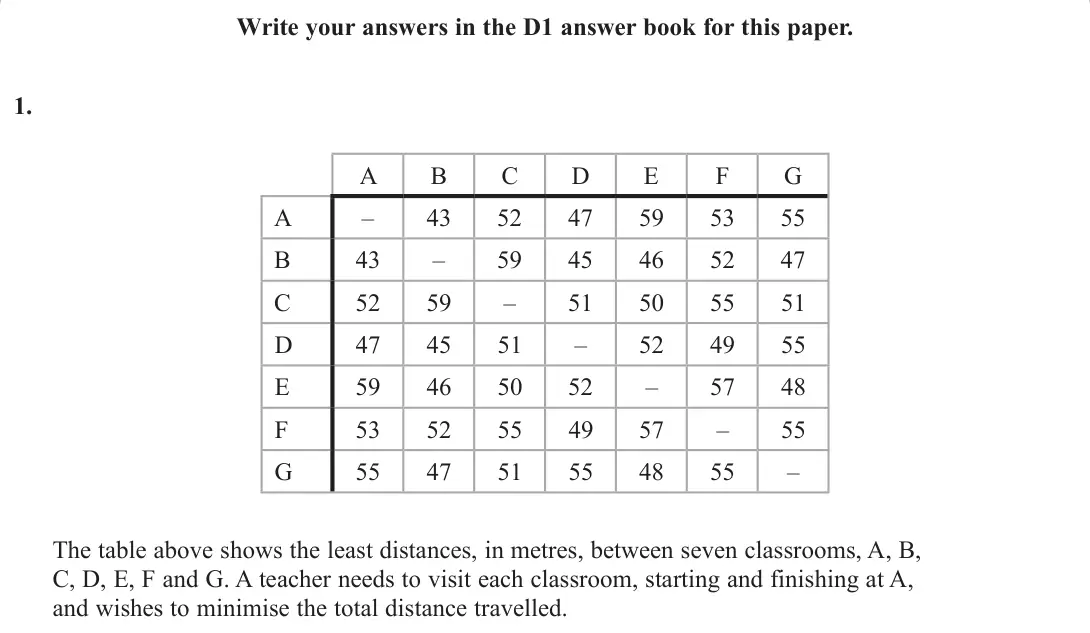 Write your answers in the D1 answer book for this paper.
1.
A B C D E F G
A – 43 52 47 59 53 55
B 43 – 59 45 46 52 47
C 52 59 – 51 50 55 51
D 47 45 51 – 52 49 55
E 59 46 50 52 – 57 48
F 53 52 55 49 57 – 55
G 55 47 51 55 48 55 –
The table above shows the least distances, in metres, between seven classrooms, A, B,
C, D, E, F and G. A teacher needs to visit each classroom, starting and finishing at A,
and wishes to minimise the total distance travelled.